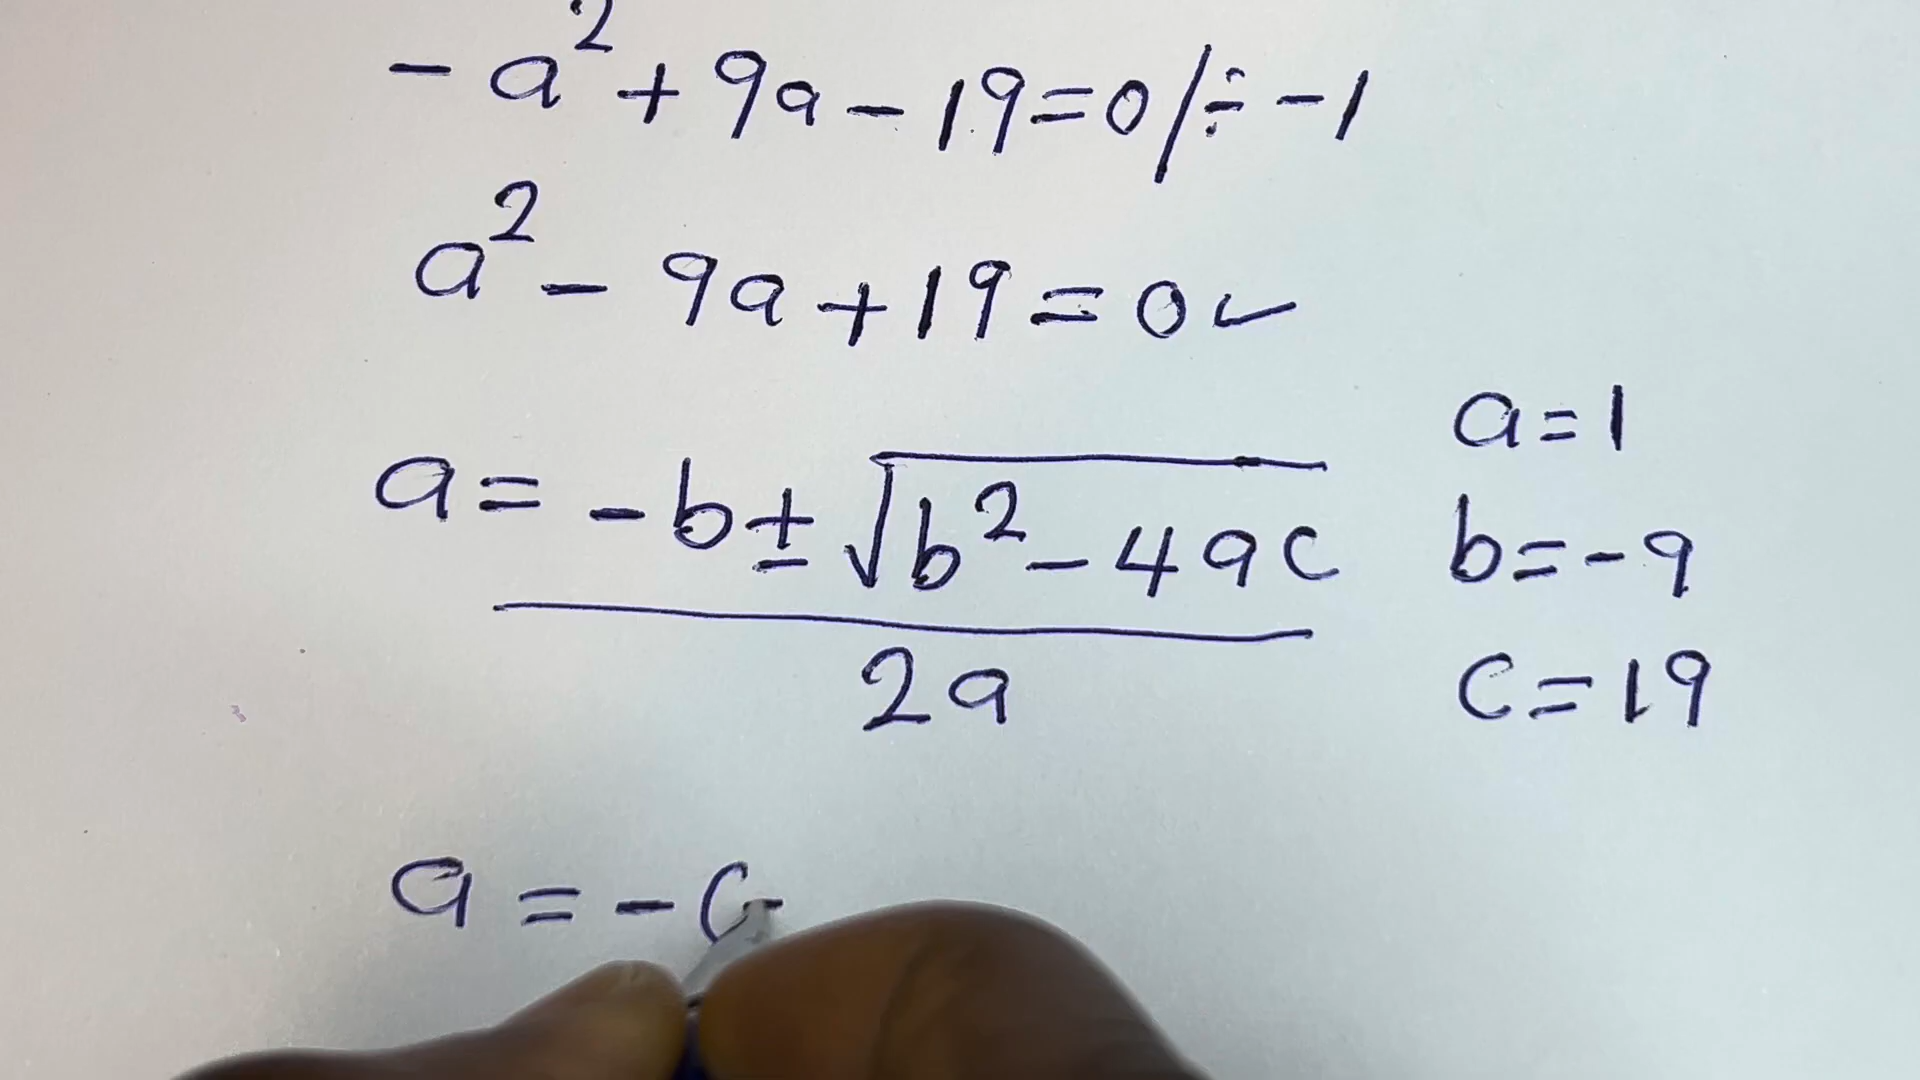 -a²+9a-19=0/÷-1
a²-9a+19=0✓
a=-b±√b²-4ac
2a
a=1
b=-9
c=19
a=-(-